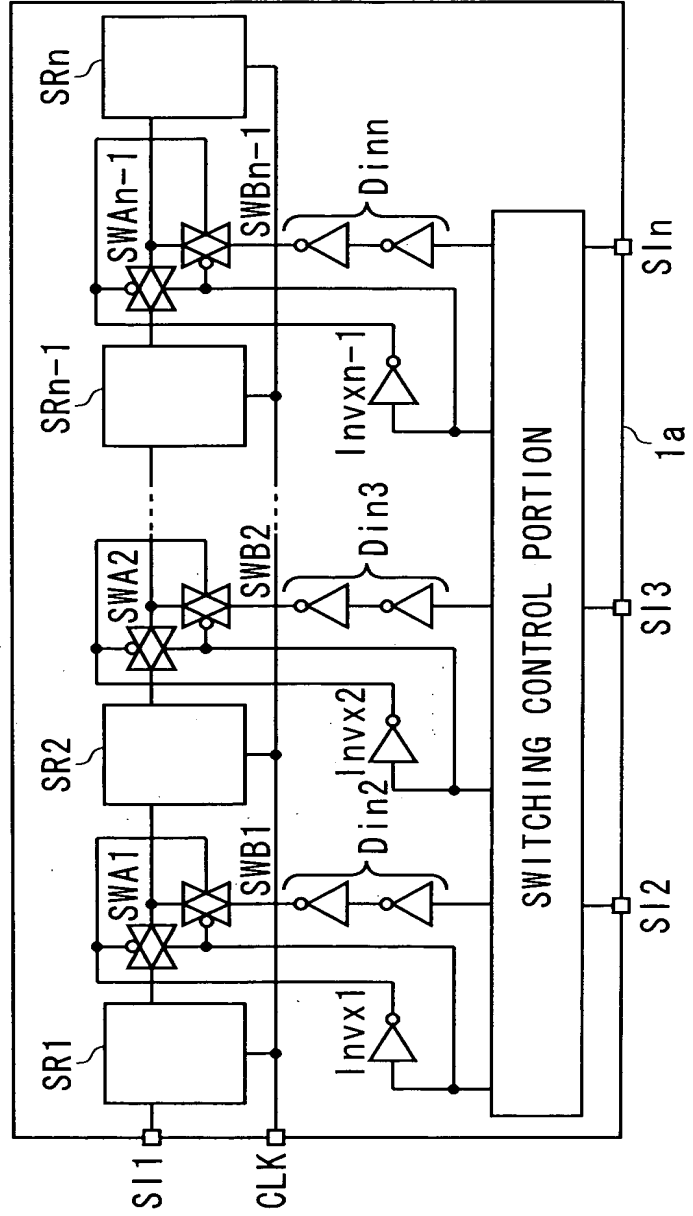 SRn
SRn-1
SR2
SR1
SWAn-1
SWA2
SWA1
SWBn-1
SWB2
SWB1
SI1
CLK
Dinn
Din3
Din2
Invxn-1
Invx2
Invx1
SWITCHING CONTROL PORTION
SIn
SI3
SI2
1a